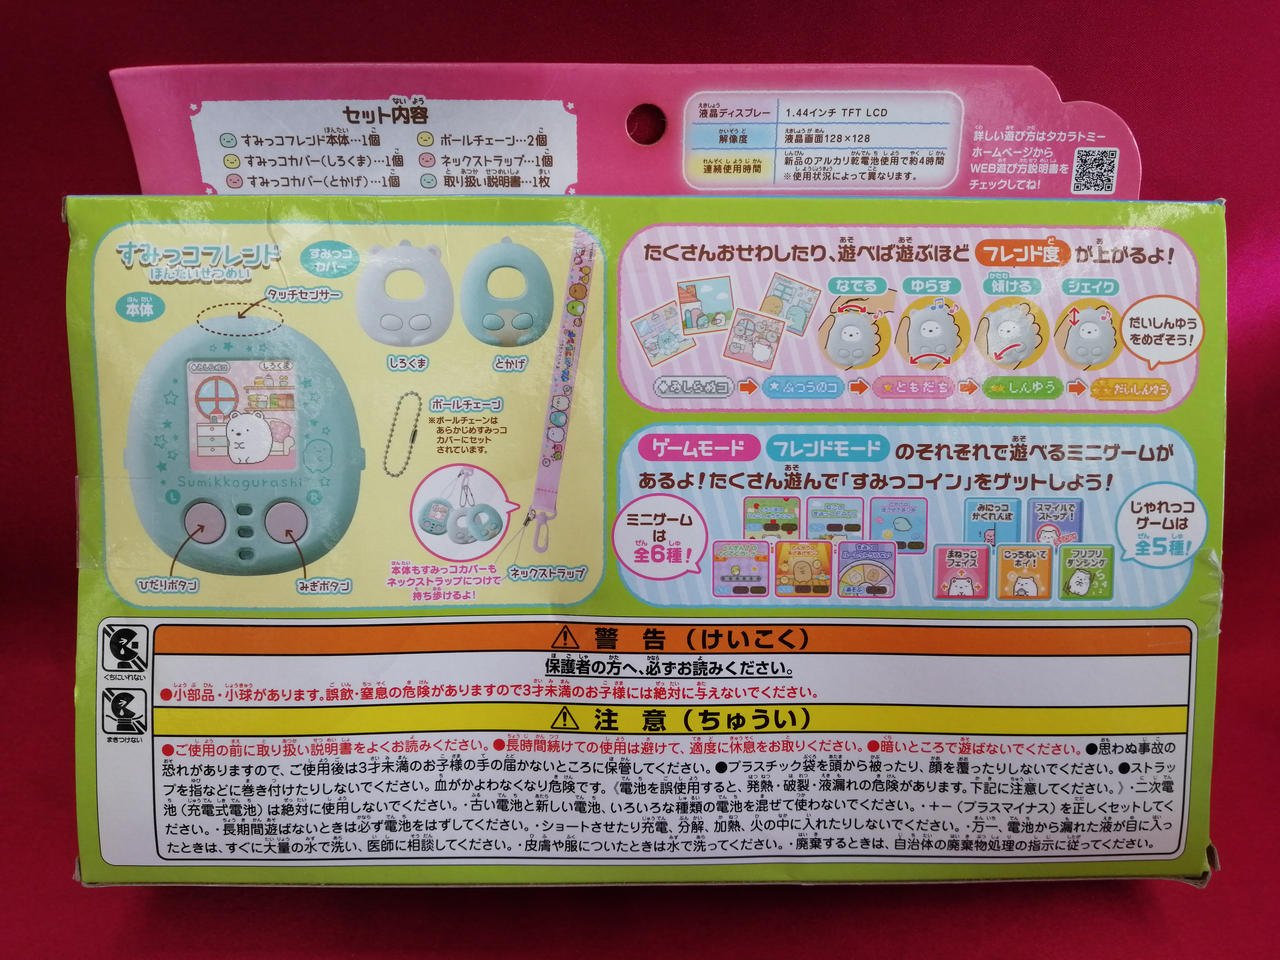 セット内容
すみっコフレンド本体…1個
すみっコカバー(しろくま)…1個
すみっコカバー(とかげ)…1個
ボールチェーン…2個
ネックストラップ…1個
取り扱い説明書…1枚
液晶ディスプレー 1.44インチ TFT LCD
解像度 液晶画面128×128
連続使用時間 新品のアルカリ乾電池使用で約4時間
※使用状況によって異なります。
詳しい遊び方はタカラトミー
ホームページから
WEB遊び方説明書を
チェックしてね!
すみっコフレンド
ほんたいせつめい
本体
タッチセンサー
すみっコ
カバー
しろくま
とかげ
しろくま
Sumikkogurashi
L
R
ひだりボタン
みぎボタン
ボールチェーン
※ボールチェーンは
あらかじめすみっコ
カバーにセット
されています。
本体もすみっコカバーも
ネックストラップにつけて
持ち歩けるよ!
ネックストラップ
たくさんおせわしたり、遊べば遊ぶほど フレンド度 が上がるよ!
なでる
ゆらす
傾ける
シェイク
だいしんゆう
をめざそう!
ふつうのコ
ともだち
しんゆう
だいしんゆう
ゲームモード フレンドモード のそれそれで遊べるミニゲームが
あるよ!たくさん遊んで「すみっコイン」をゲットしよう!
ミニゲーム
は
全6種!
みにっコ
かくれんぼ
スマイルで
ストップ!
まねっこ
フェイス
こっちむいて
ホイ!
フリフリ
ダンシング
じゃれっコ
ゲームは
全5種!
くちにいれない
まきつけない
⚠ 警告(けいこく)
保護者の方へ、必ずお読みください。
●小部品・小球があります。誤飲・窒息の危険がありますので3才未満のお子様には絶対に与えないでください。
⚠ 注意(ちゅうい)
●ご使用の前に取り扱い説明書をよくお読みください。●長時間続けての使用は避けて、適度に休息をお取りください。●暗いところで遊ばないでください。●思わぬ事故の
恐れがありますので、ご使用後は3才未満のお子様の手の届かないところに保管してください。●プラスチック袋を頭から被ったり、顔を覆ったりしないでください。●ストラッ
プを指などに巻き付けたりしないでください。血がかよわなくなり危険です。《電池を誤使用すると、発熱・破裂・液漏れの危険があります。下記に注意してください。》・二次電
池(充電式電池)は絶対に使用しないでください。・古い電池と新しい電池、いろいろな種類の電池を混ぜて使わないでください。・+-(プラスマイナス)を正しくセットしてく
ださい。・長期間遊ばないときは必ず電池をはずしてください。・ショートさせたり充電、分解、加熱、火の中に入れたりしないでください。・万一、電池から漏れた液が目に入っ
たときは、すぐに大量の水で洗い、医師に相談してください。・皮膚や服についたときは水で洗ってください。・廃棄するときは、自治体の廃棄物処理の指示に従ってください。